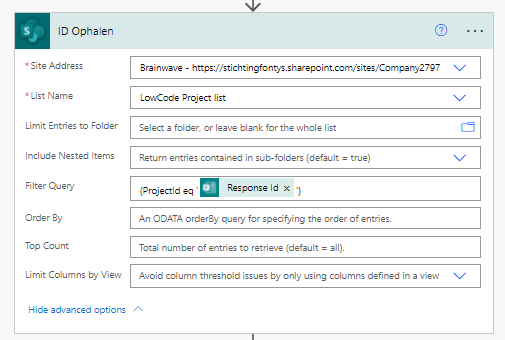 ID Ophalen
* Site Address Brainwave - https://stichtingfontys.sharepoint.com/sites/Company2797
* List Name LowCode Project list
Limit Entries to Folder Select a folder, or leave blank for the whole list
Include Nested Items Return entries contained in sub-folders (default = true)
Filter Query (ProjectId eq ' Response Id × ')
Order By An ODATA orderBy query for specifying the order of entries.
Top Count Total number of entries to retrieve (default = all).
Limit Columns by View Avoid column threshold issues by only using columns defined in a view
Hide advanced options